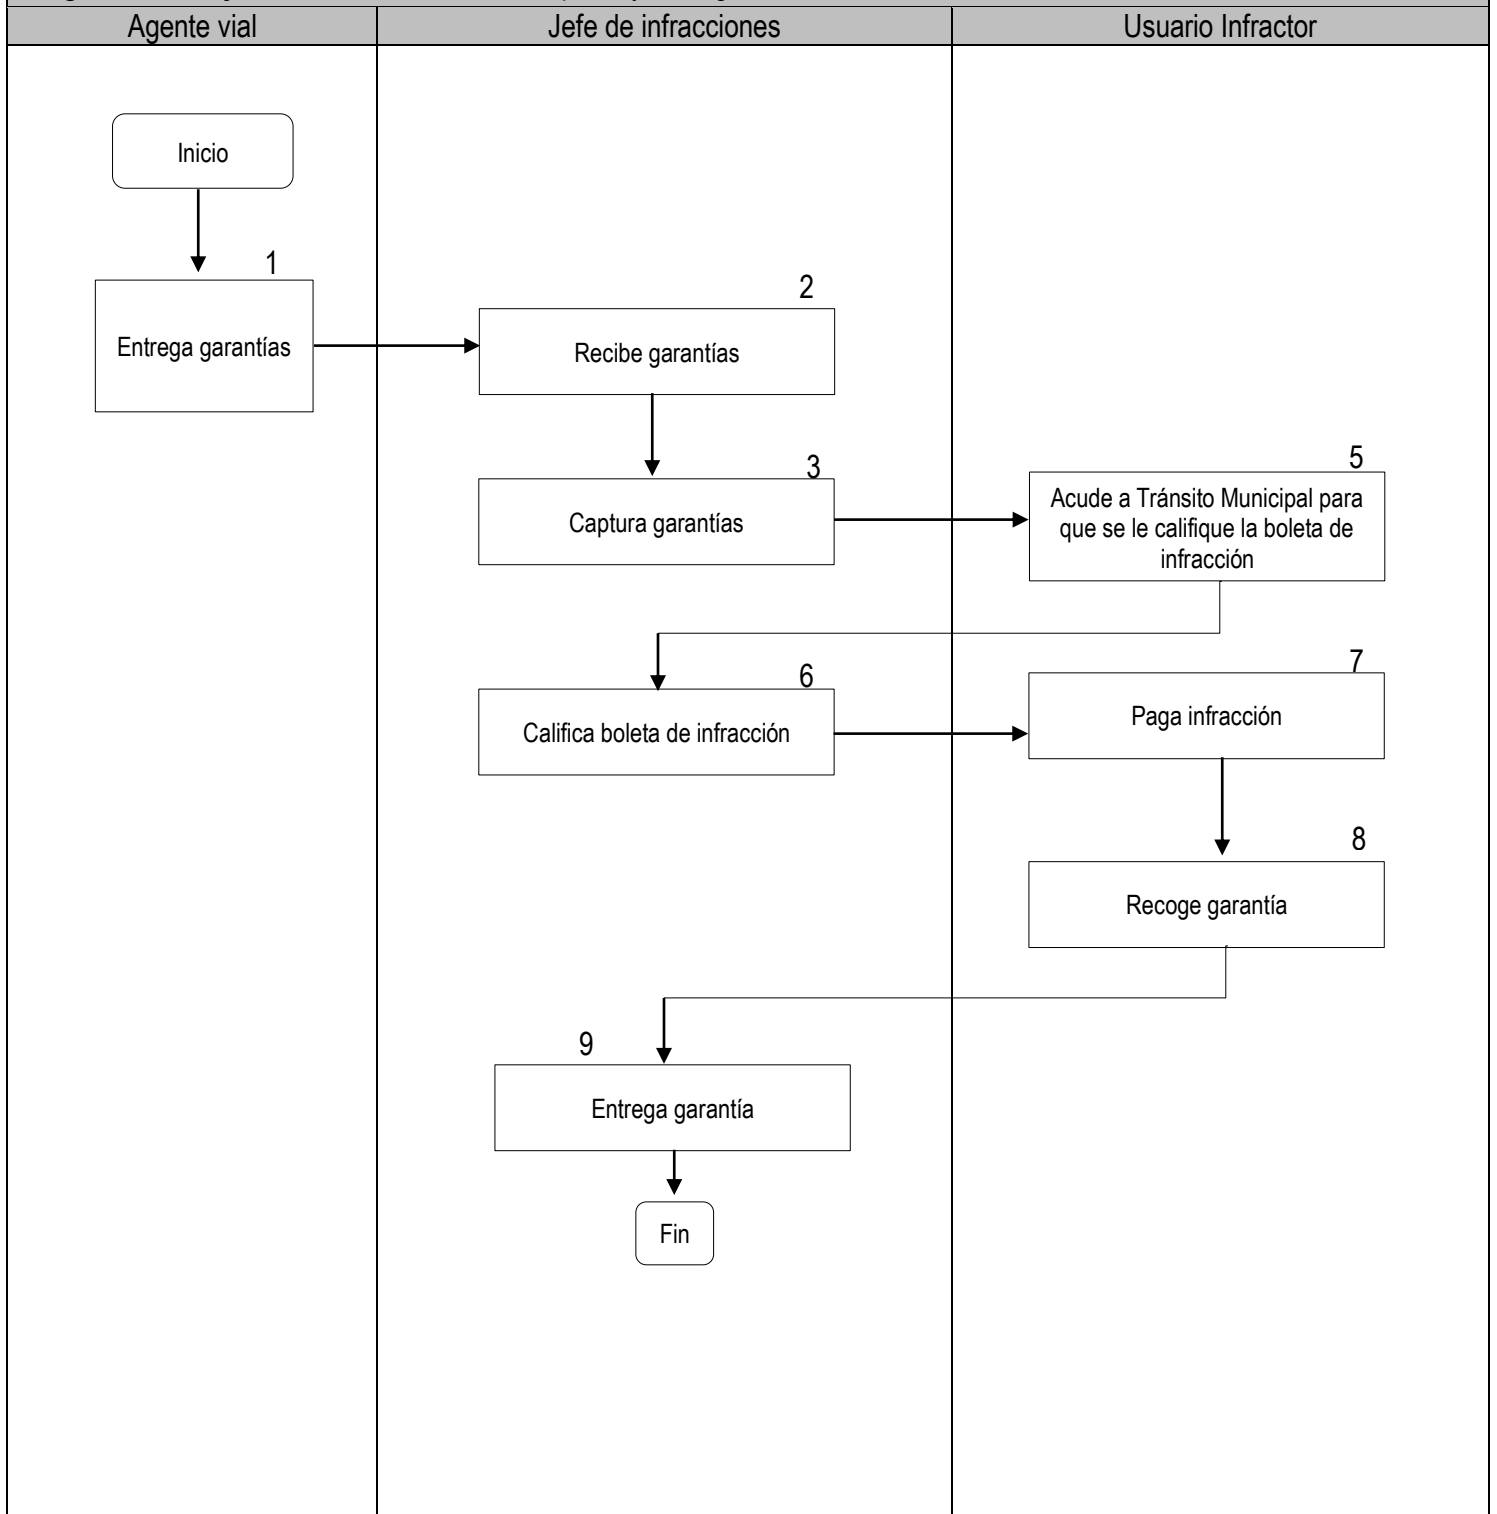 Agente vial
Jefe de infracciones
Usuario Infractor
Inicio
1
Entrega garantías
2
Recibe garantías
3
Captura garantías
5
Acude a Tránsito Municipal para
que se le califique la boleta de
infracción
6
Califica boleta de infracción
7
Paga infracción
8
Recoge garantía
9
Entrega garantía
Fin